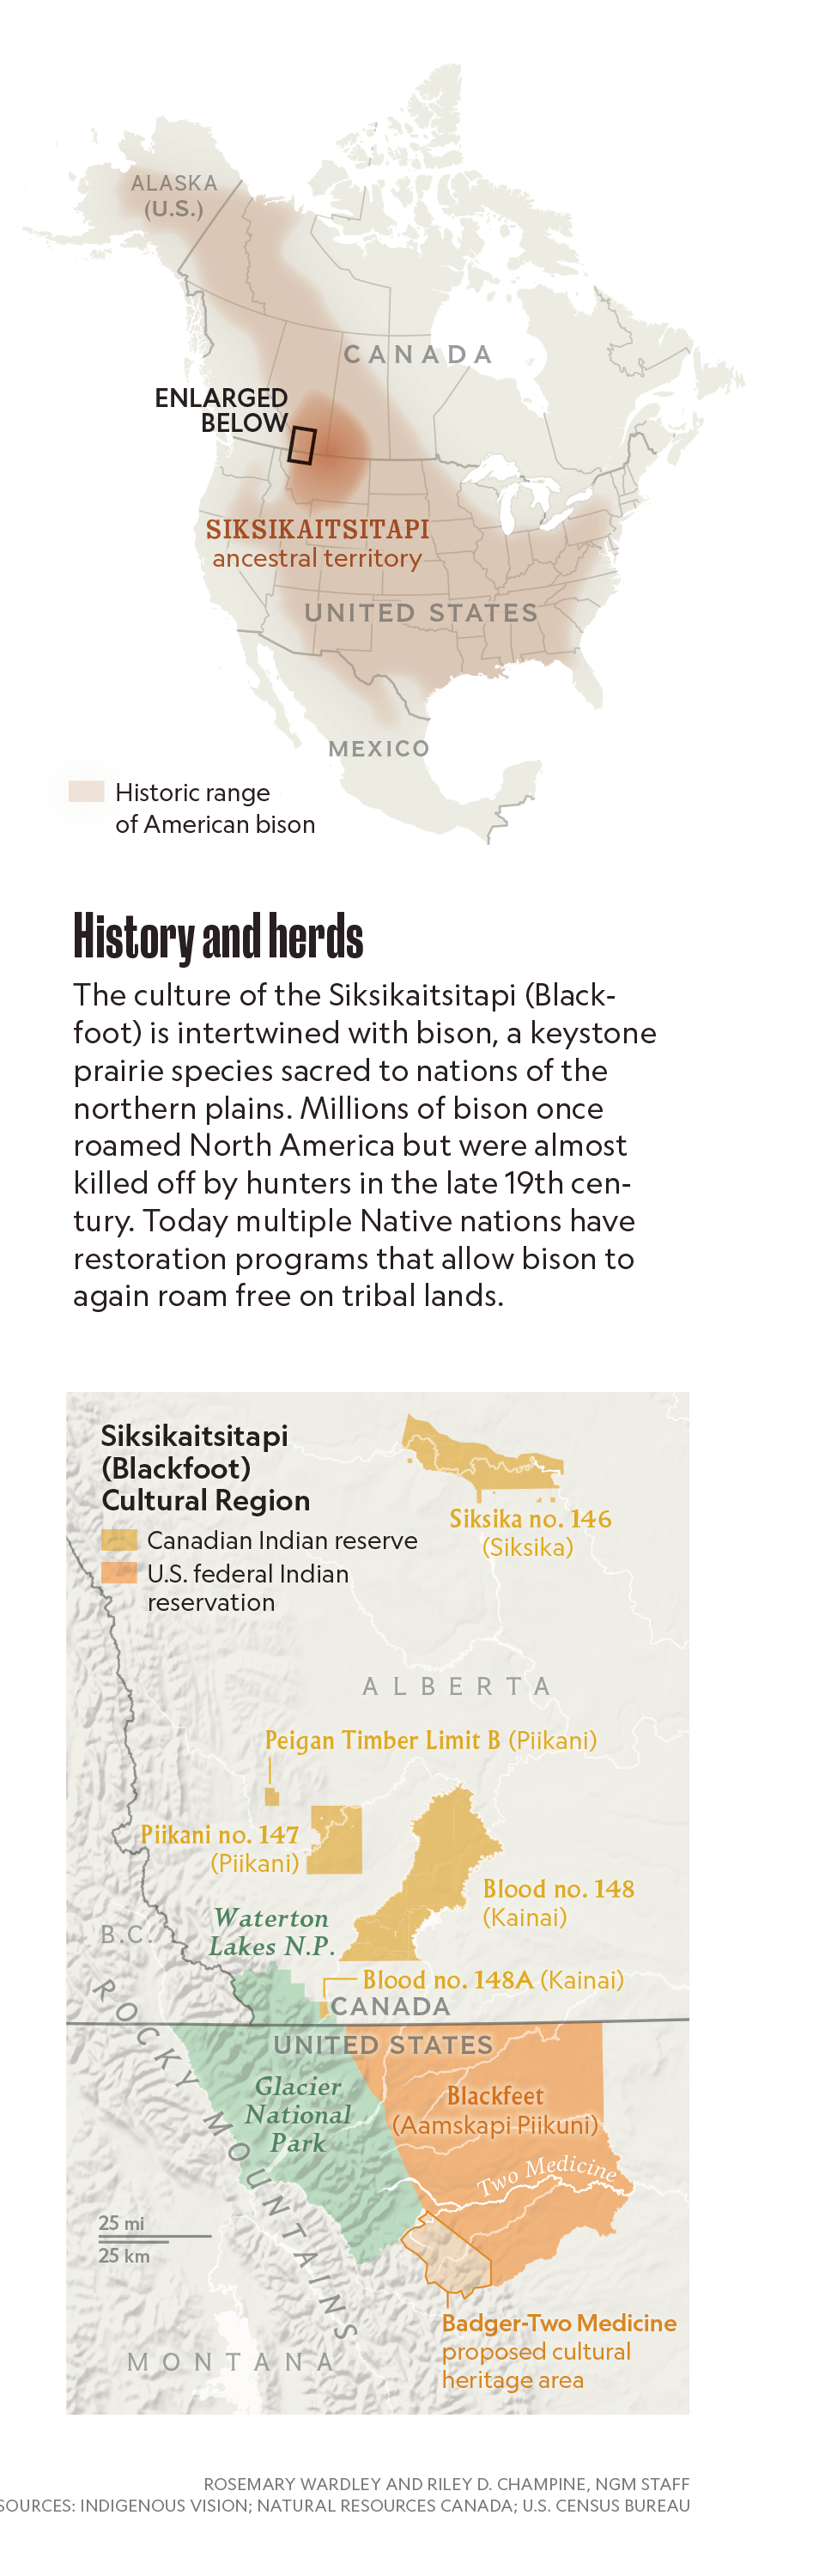 ALASKA
(U.S.)
CANADA
ENLARGED
BELOW
SIKSIKAITSITAPI
ancestral territory
UNITED STATES
MEXICO
Historic range
of American bison
History and herds
The culture of the Siksikaitsitapi (Black-
foot) is intertwined with bison, a keystone
prairie species sacred to nations of the
northern plains. Millions of bison once
roamed North America but were almost
killed off by hunters in the late 19th cen-
tury. Today multiple Native nations have
restoration programs that allow bison to
again roam free on tribal lands.
Siksikaitsitapi
(Blackfoot)
Cultural Region
Canadian Indian reserve
U.S. federal Indian
reservation
Siksika no. 146
(Siksika)
ALBERTA
Peigan Timber Limit B (Piikani)
Piikani no. 147
(Piikani)
Blood no. 148
(Kainai)
Waterton
Lakes N.P.
B.C.
Blood no. 148A (Kainai)
CANADA
UNITED STATES
ROCKY MOUNTAINS
Glacier
National
Park
Blackfeet
(Aamskapi Piikuni)
Two Medicine
25 mi
25 km
Badger-Two Medicine
proposed cultural
heritage area
MONTANA
ROSEMARY WARDLEY AND RILEY D. CHAMPINE, NGM STAFF
SOURCES: INDIGENOUS VISION; NATURAL RESOURCES CANADA; U.S. CENSUS BUREAU